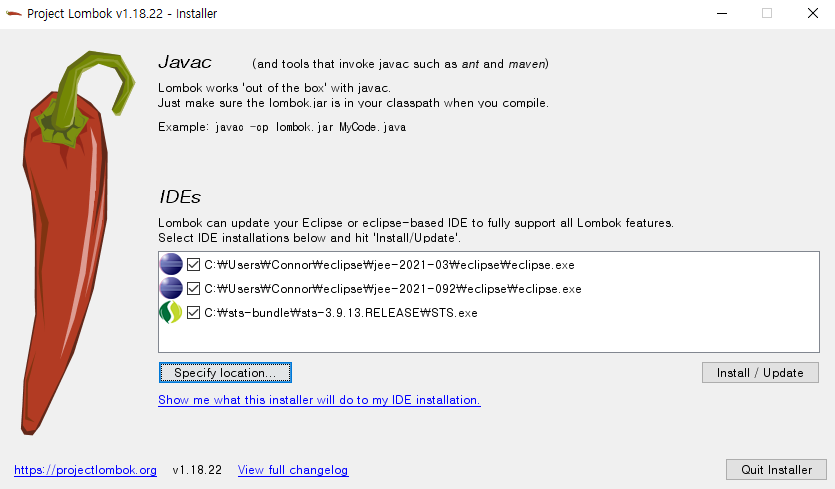 Project Lombok v1.18.22 - Installer
Javac (and tools that invoke javac such as ant and maven)
Lombok works 'out of the box' with javac.
Just make sure the lombok.jar is in your classpath when you compile.
Example: javac -cp lombok.jar MyCode.java
IDEs
Lombok can update your Eclipse or eclipse-based IDE to fully support all Lombok features.
Select IDE installations below and hit 'Install/Update'.
C:₩Users₩Connor₩eclipse₩jee-2021-03₩eclipse₩eclipse.exe
C:₩Users₩Connor₩eclipse₩jee-2021-092₩eclipse₩eclipse.exe
C:₩sts-bundle₩sts-3.9.13.RELEASE₩STS.exe
Specify location... Install / Update
Show me what this installer will do to my IDE installation.
https://projectlombok.org v1.18.22 View full changelog Quit Installer